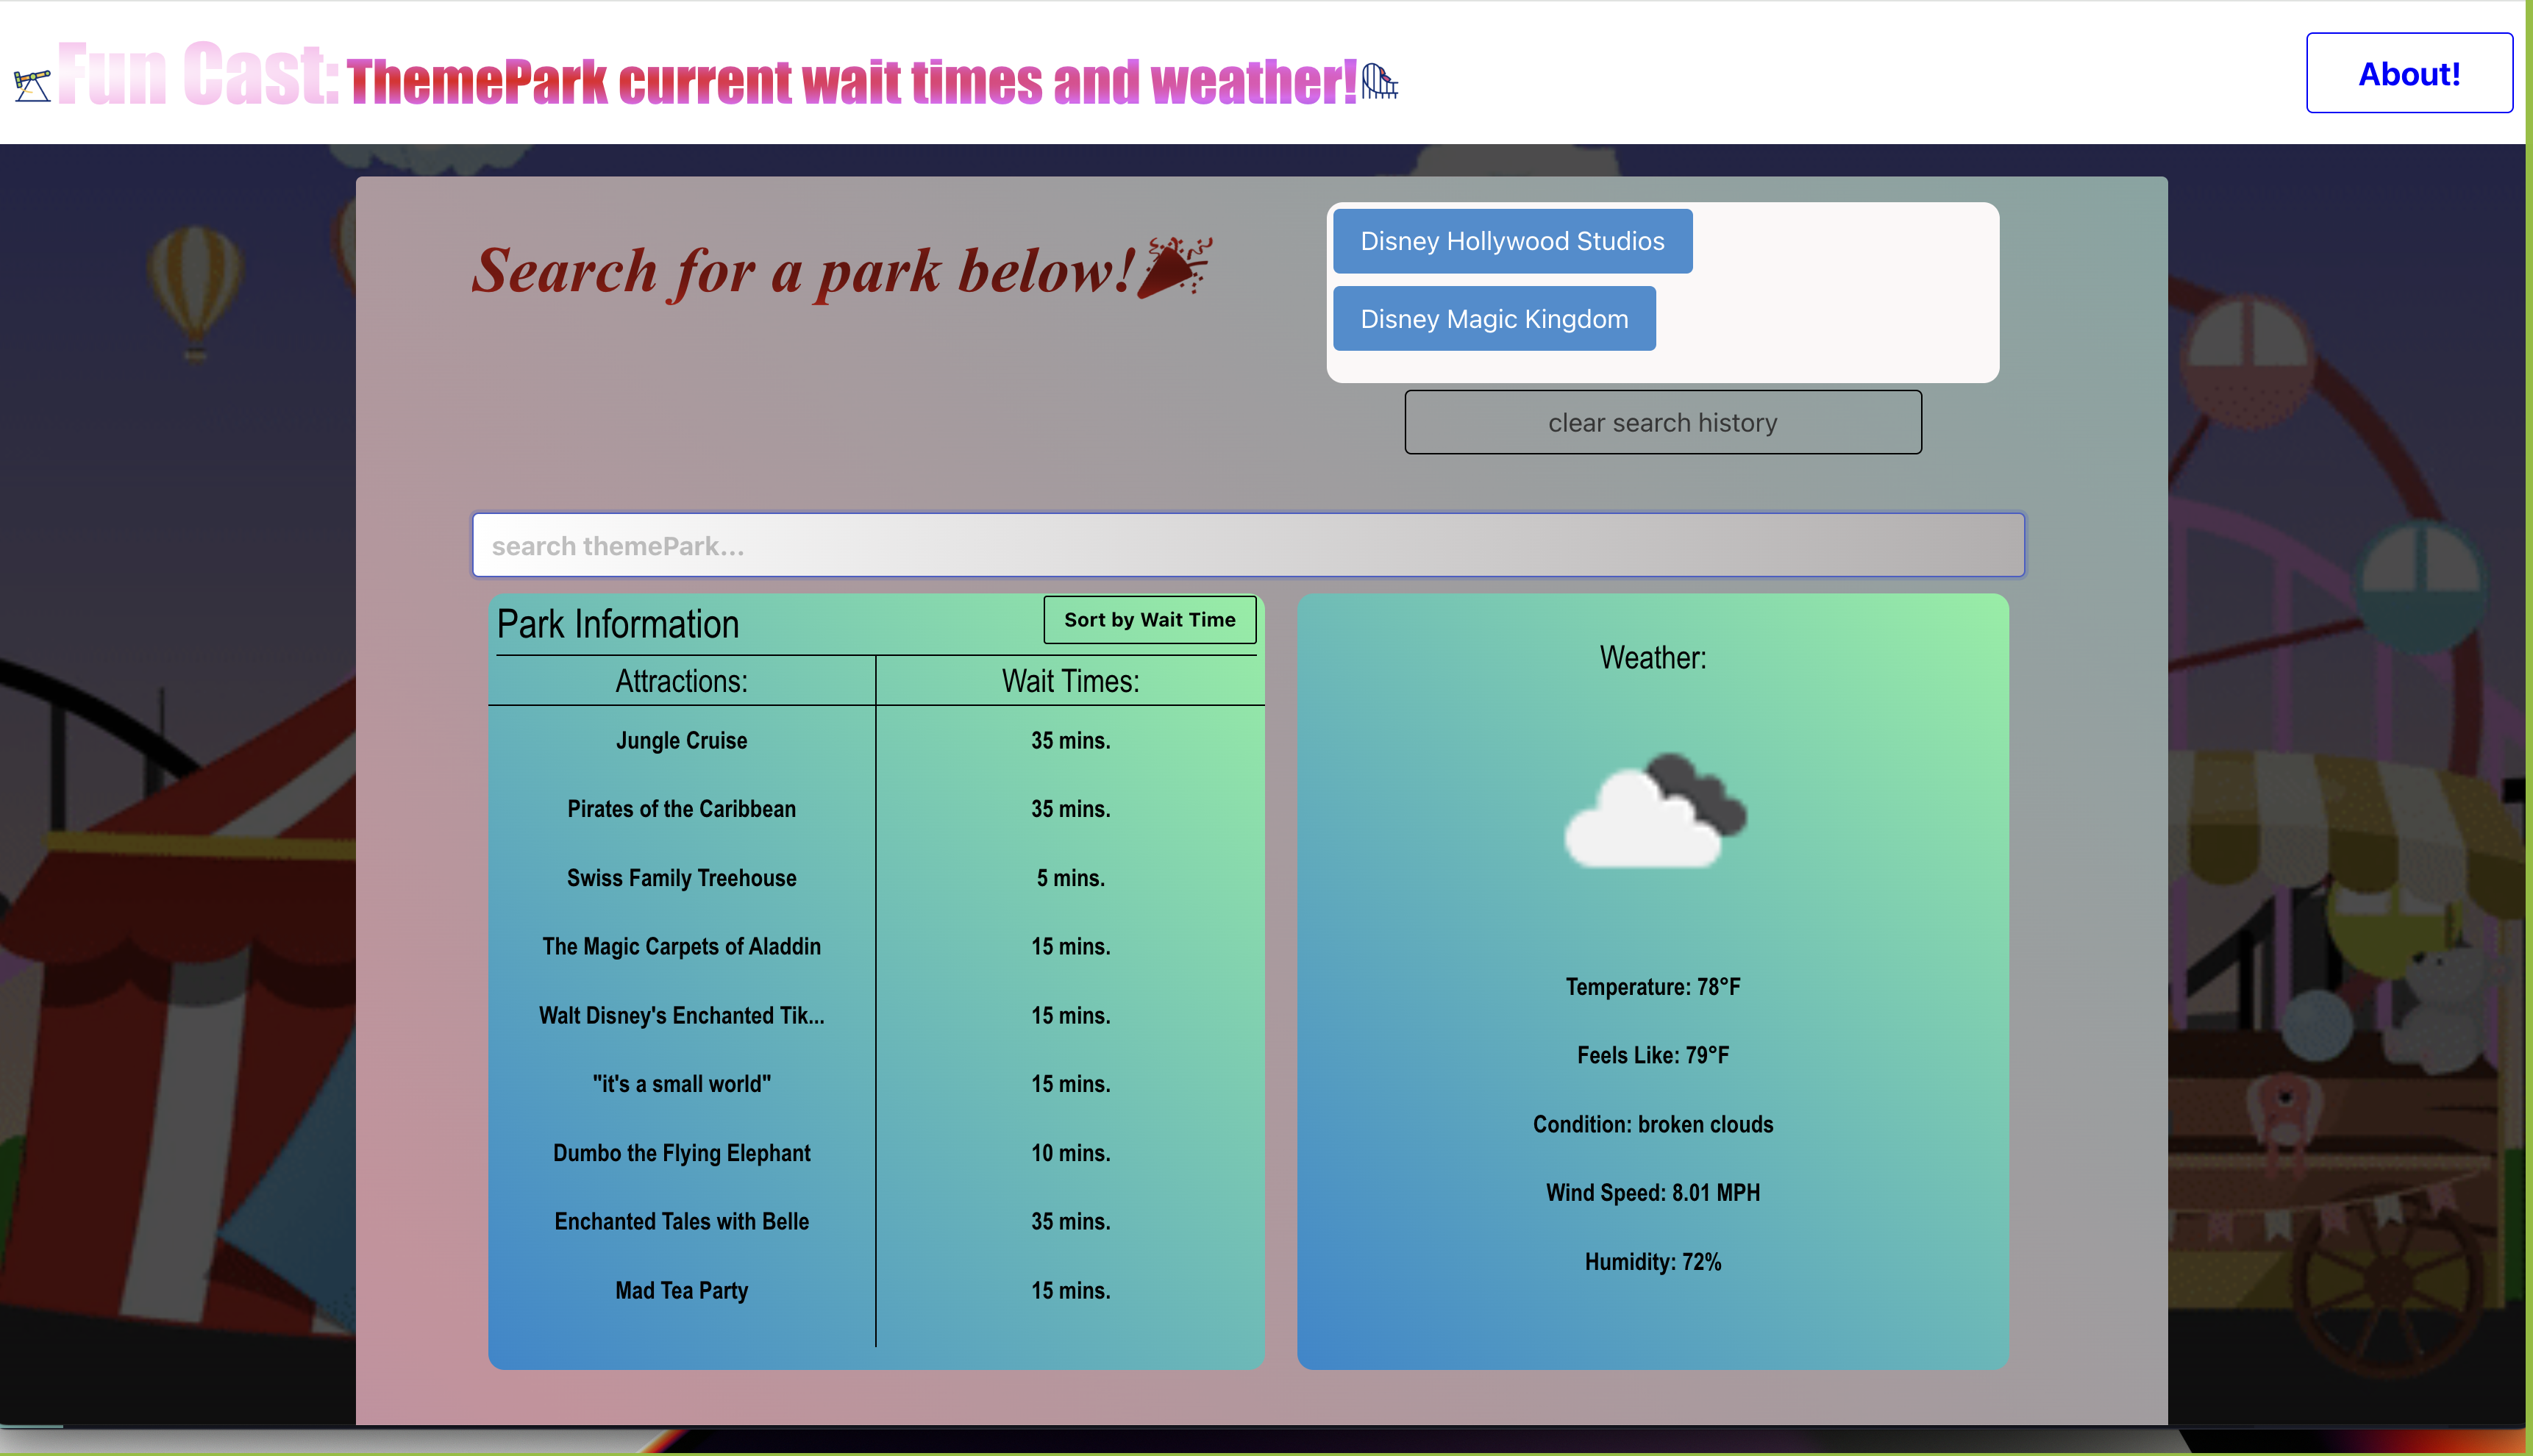 Fun Cast: ThemePark current wait times and weather!
About!
Search for a park below!
Disney Hollywood Studios
Disney Magic Kingdom
clear search history
search themePark...
Park Information
Sort by Wait Time
Attractions: Wait Times:
Jungle Cruise 35 mins.
Pirates of the Caribbean 35 mins.
Swiss Family Treehouse 5 mins.
The Magic Carpets of Aladdin 15 mins.
Walt Disney's Enchanted Tik... 15 mins.
"it's a small world" 15 mins.
Dumbo the Flying Elephant 10 mins.
Enchanted Tales with Belle 35 mins.
Mad Tea Party 15 mins.
Weather:
Temperature: 78°F
Feels Like: 79°F
Condition: broken clouds
Wind Speed: 8.01 MPH
Humidity: 72%